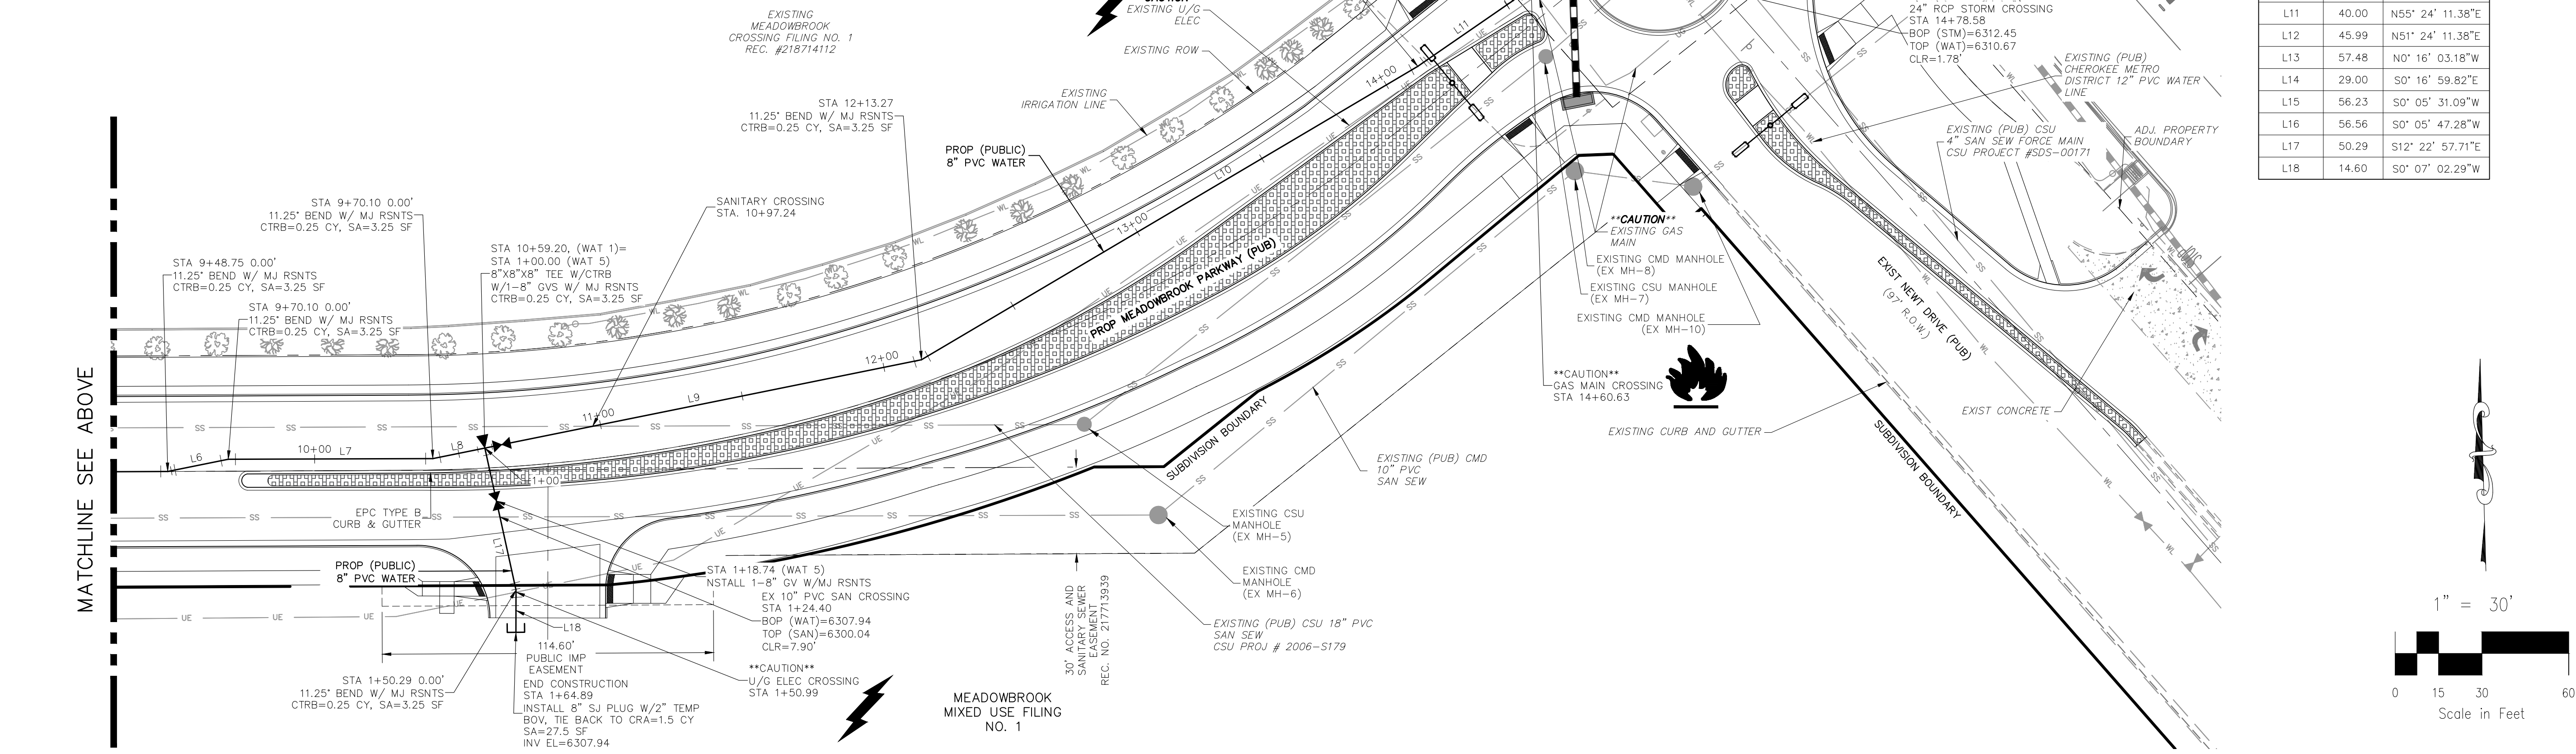 EXISTING
MEADOWBROOK
CROSSING FILING NO. 1
REC. #218714112
EXISTING U/G
ELEC
EXISTING ROW
EXISTING
IRRIGATION LINE
STA 12+13.27
11.25° BEND W/ MJ RSNTS
CTRB=0.25 CY, SA=3.25 SF
PROP (PUBLIC)
8" PVC WATER
SANITARY CROSSING
STA. 10+97.24
STA 9+70.10 0.00'
11.25° BEND W/ MJ RSNTS
CTRB=0.25 CY, SA=3.25 SF
STA 10+59.20, (WAT 1)=
STA 1+00.00 (WAT 5)
8"X8"X8" TEE W/CTRB
W/1-8" GVS W/ MJ RSNTS
CTRB=0.25 CY, SA=3.25 SF
STA 9+48.75 0.00'
11.25° BEND W/ MJ RSNTS
CTRB=0.25 CY, SA=3.25 SF
STA 9+70.10 0.00'
11.25° BEND W/ MJ RSNTS
CTRB=0.25 CY, SA=3.25 SF
MATCHLINE SEE ABOVE
L6
10+00
L7
L8
11+00
L9
12+00
13+00
L10
14+00
L11
1+00
L17
L18
PROP MEADOWBROOK PARKWAY (PUB)
EPC TYPE B
CURB & GUTTER
PROP (PUBLIC)
8" PVC WATER
STA 1+50.29 0.00'
11.25° BEND W/ MJ RSNTS
CTRB=0.25 CY, SA=3.25 SF
114.60'
PUBLIC IMP
EASEMENT
END CONSTRUCTION
STA 1+64.89
INSTALL 8" SJ PLUG W/2" TEMP
BOV, TIE BACK TO CRA=1.5 CY
SA=27.5 SF
INV EL=6307.94
STA 1+18.74 (WAT 5)
NSTALL 1-8" GV W/MJ RSNTS
EX 10" PVC SAN CROSSING
STA 1+24.40
BOP (WAT)=6307.94
TOP (SAN)=6300.04
CLR=7.90'
**CAUTION**
U/G ELEC CROSSING
STA 1+50.99
MEADOWBROOK
MIXED USE FILING
NO. 1
30' ACCESS AND
SANITARY SEWER
EASEMENT
REC. NO. 217713939
SUBDIVISION BOUNDARY
EXISTING CSU
MANHOLE
(EX MH-5)
EXISTING CMD
MANHOLE
(EX MH-6)
EXISTING (PUB) CSU 18" PVC
SAN SEW
CSU PROJ # 2006-S179
EXISTING (PUB) CMD
10" PVC
SAN SEW
**CAUTION**
EXISTING GAS
MAIN
EXISTING CMD MANHOLE
(EX MH-8)
EXISTING CSU MANHOLE
(EX MH-7)
EXISTING CMD MANHOLE
(EX MH-10)
**CAUTION**
GAS MAIN CROSSING
STA 14+60.63
EXISTING CURB AND GUTTER
SUBDIVISION BOUNDARY
EXIST NEWT DRIVE (PUB)
(97' R.O.W.)
EXIST CONCRETE
24" RCP STORM CROSSING
STA 14+78.58
BOP (STM)=6312.45
TOP (WAT)=6310.67
CLR=1.78'
EXISTING (PUB)
CHEROKEE METRO
DISTRICT 12" PVC WATER
LINE
EXISTING (PUB) CSU
4" SAN SEW FORCE MAIN
CSU PROJECT #SDS-00171
ADJ. PROPERTY
BOUNDARY
L11 40.00 N55° 24' 11.38"E
L12 45.99 N51° 24' 11.38"E
L13 57.48 N0° 16' 03.18"W
L14 29.00 S0° 16' 59.82"E
L15 56.23 S0° 05' 31.09"W
L16 56.56 S0° 05' 47.28"W
L17 50.29 S12° 22' 57.71"E
L18 14.60 S0° 07' 02.29"W
1" = 30'
0 15 30 60
Scale in Feet